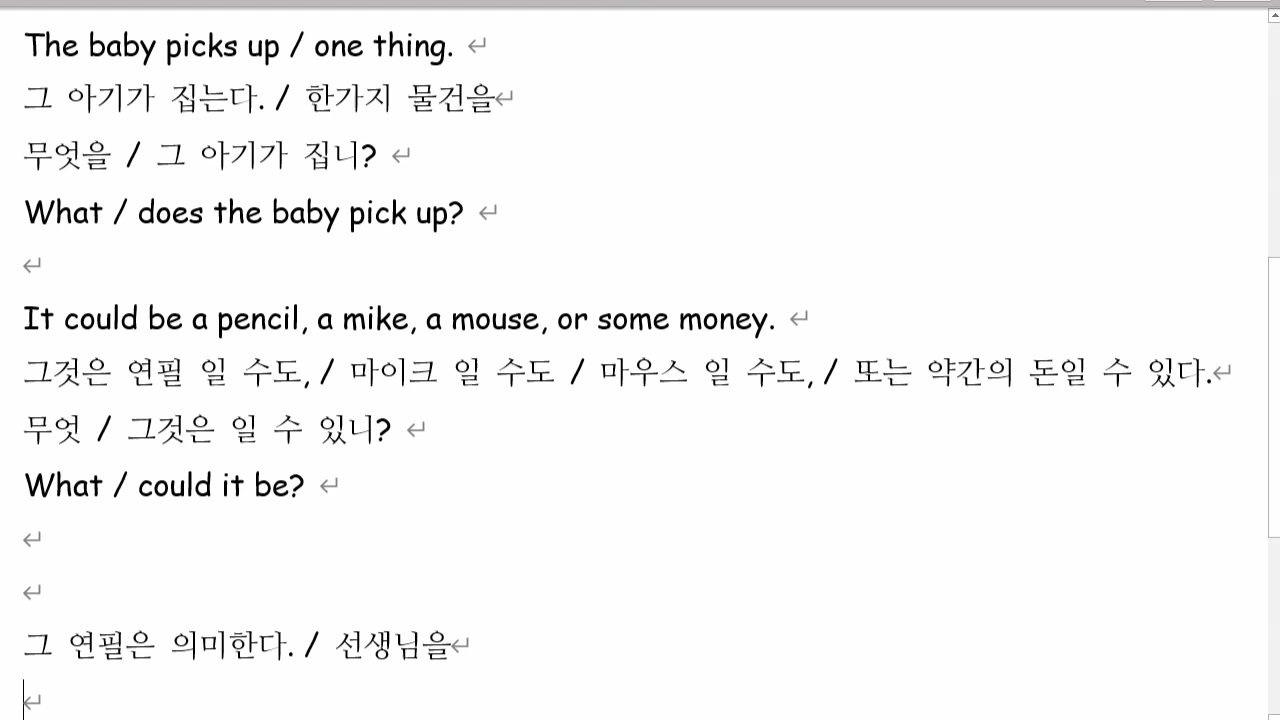 The baby picks up / one thing.
그 아기가 집는다. / 한가지 물건을
무엇을 / 그 아기가 집니?
What / does the baby pick up?
It could be a pencil, a mike, a mouse, or some money.
그것은 연필 일 수도, / 마이크 일 수도 / 마우스 일 수도, / 또는 약간의 돈일 수 있다.
무엇 / 그것은 일 수 있니?
What / could it be?
그 연필은 의미한다. / 선생님을